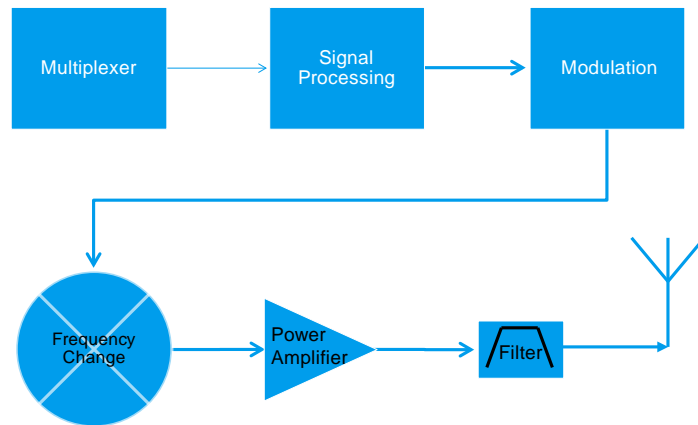 Multiplexer
Signal
Processing
Modulation
Frequency
Change
Power
Amplifier
Filter